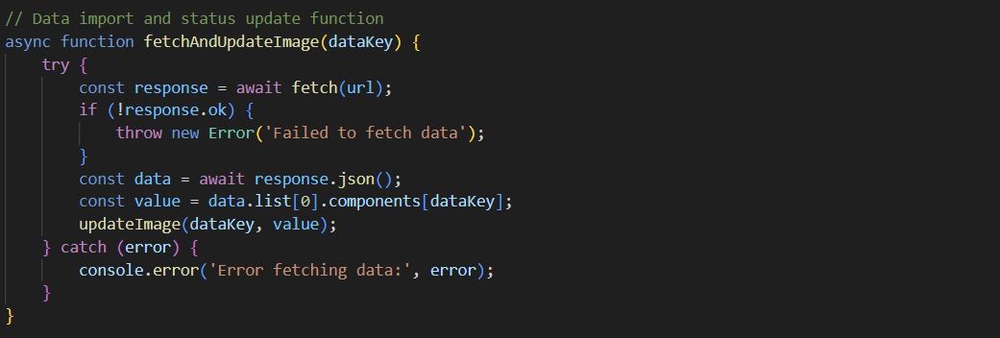 // Data import and status update function
async function fetchAndUpdateImage(dataKey) {
    try {
        const response = await fetch(url);
        if (!response.ok) {
            throw new Error('Failed to fetch data');
        }
        const data = await response.json();
        const value = data.list[0].components[dataKey];
        updateImage(dataKey, value);
    } catch (error) {
        console.error('Error fetching data:', error);
    }
}